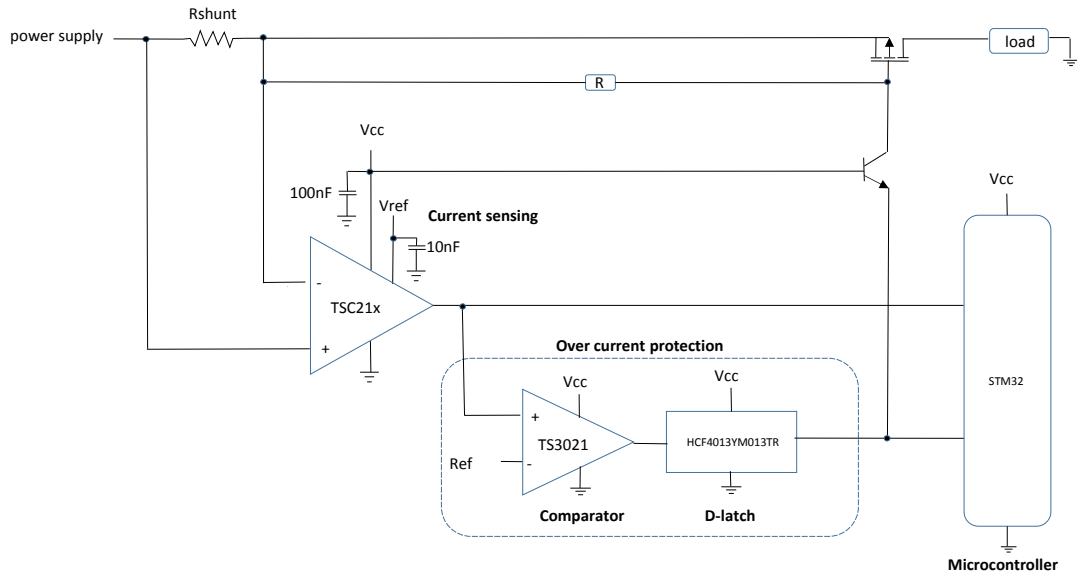 Rshunt
power supply
load
R
Vcc
100nF
Vref
Current sensing
10nF
Vcc
-
TSC21x
+
Over current protection
Vcc
Vcc
STM32
+
TS3021
HCF4013YM013TR
Ref
-
Comparator
D-latch
Microcontroller